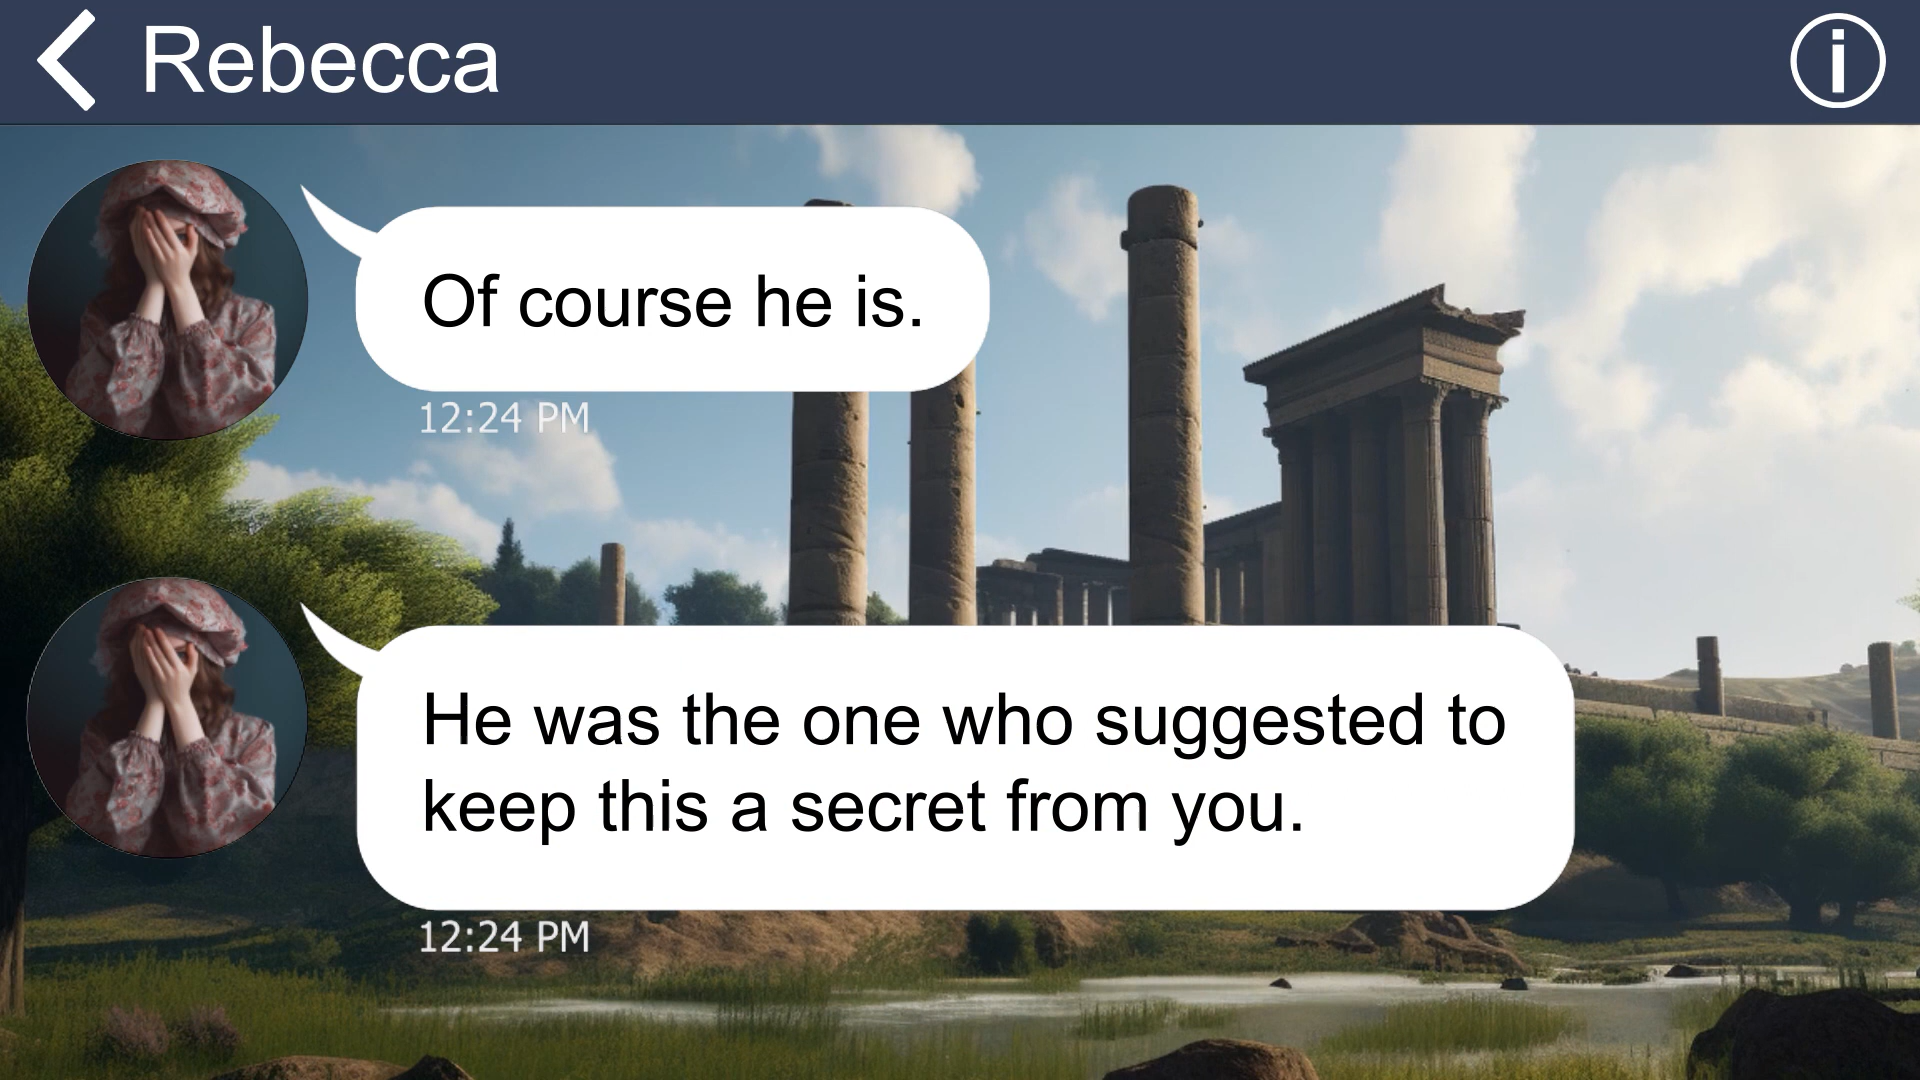 Rebecca
Of course he is.
12:24 PM
He was the one who suggested to
keep this a secret from you.
12:24 PM